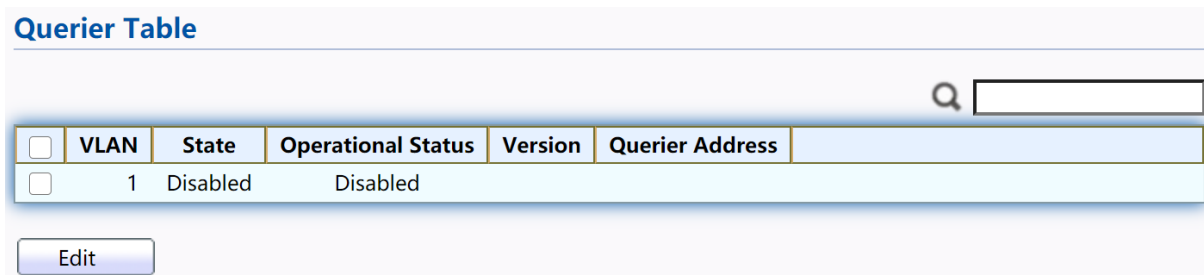 Querier Table
VLAN State Operational Status Version Querier Address
1 Disabled Disabled
Edit